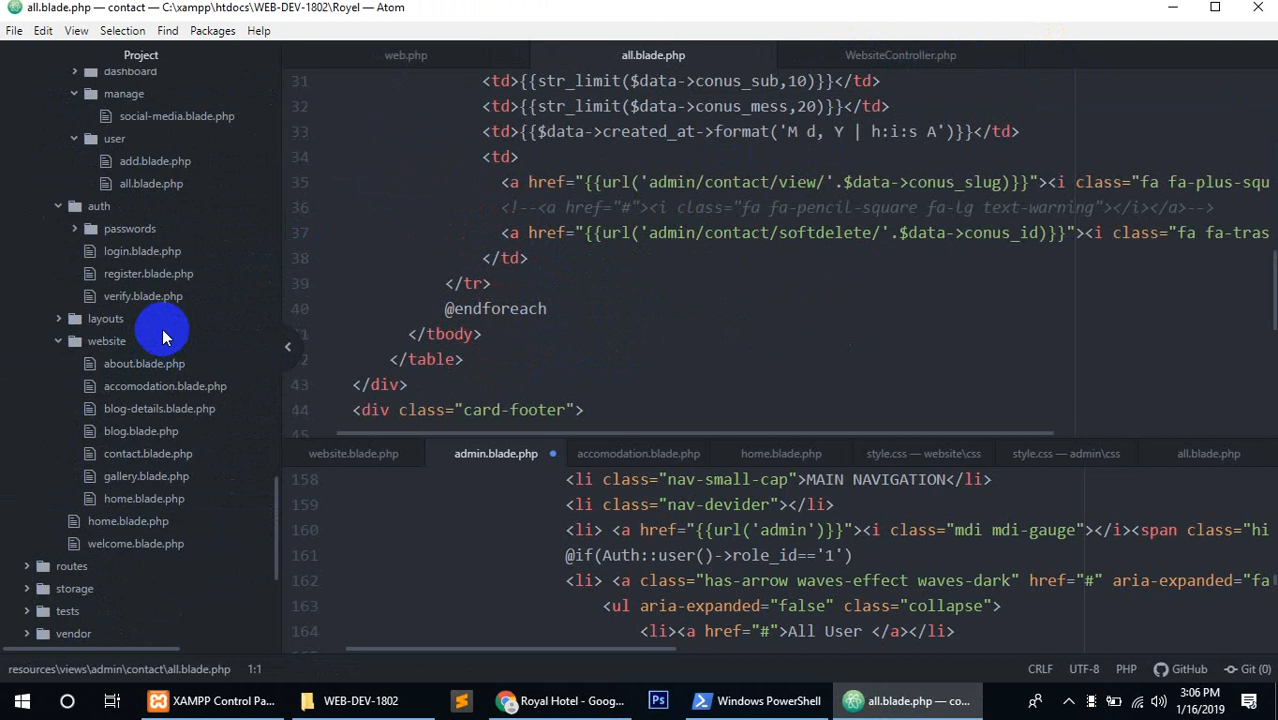 all.blade.php — contact — C:\xampp\htdocs\WEB-DEV-1802\Royel — Atom
File Edit View Selection Find Packages Help
Project
dashboard
manage
social-media.blade.php
user
add.blade.php
all.blade.php
auth
passwords
login.blade.php
register.blade.php
verify.blade.php
layouts
website
about.blade.php
accomodation.blade.php
blog-details.blade.php
blog.blade.php
contact.blade.php
gallery.blade.php
home.blade.php
home.blade.php
welcome.blade.php
routes
storage
tests
vendor
web.php all.blade.php WebsiteController.php
31 <td>{{str_limit($data->conus_sub,10)}}</td>
32 <td>{{str_limit($data->conus_mess,20)}}</td>
33 <td>{{$data->created_at->format('M d, Y | h:i:s A')}}</td>
34 <td>
35 <a href="{{url('admin/contact/view/'.$data->conus_slug)}}"><i class="fa fa-plus-squ
36 <!--<a href="#"><i class="fa fa-pencil-square fa-lg text-warning"></i></a>-->
37 <a href="{{url('admin/contact/softdelete/'.$data->conus_id)}}"><i class="fa fa-tras
38 </td>
39 </tr>
40 @endforeach
41 </tbody>
42 </table>
43 </div>
44 <div class="card-footer">
45
website.blade.php admin.blade.php accomodation.blade.php home.blade.php style.css — website\css style.css — admin\css all.blade.php
158 <li class="nav-small-cap">MAIN NAVIGATION</li>
159 <li class="nav-devider"></li>
160 <li> <a href="{{url('admin')}}"><i class="mdi mdi-gauge"></i><span class="hi
161 @if(Auth::user()->role_id=='1')
162 <li> <a class="has-arrow waves-effect waves-dark" href="#" aria-expanded="fa
163 <ul aria-expanded="false" class="collapse">
164 <li><a href="#">All User </a></li>
resources\views\admin\contact\all.blade.php 1:1 CRLF UTF-8 PHP GitHub Git (0)
XAMPP Control Pa... WEB-DEV-1802 Royal Hotel - Goog... Ps Windows PowerShell all.blade.php — co... 3:06 PM
1/16/2019